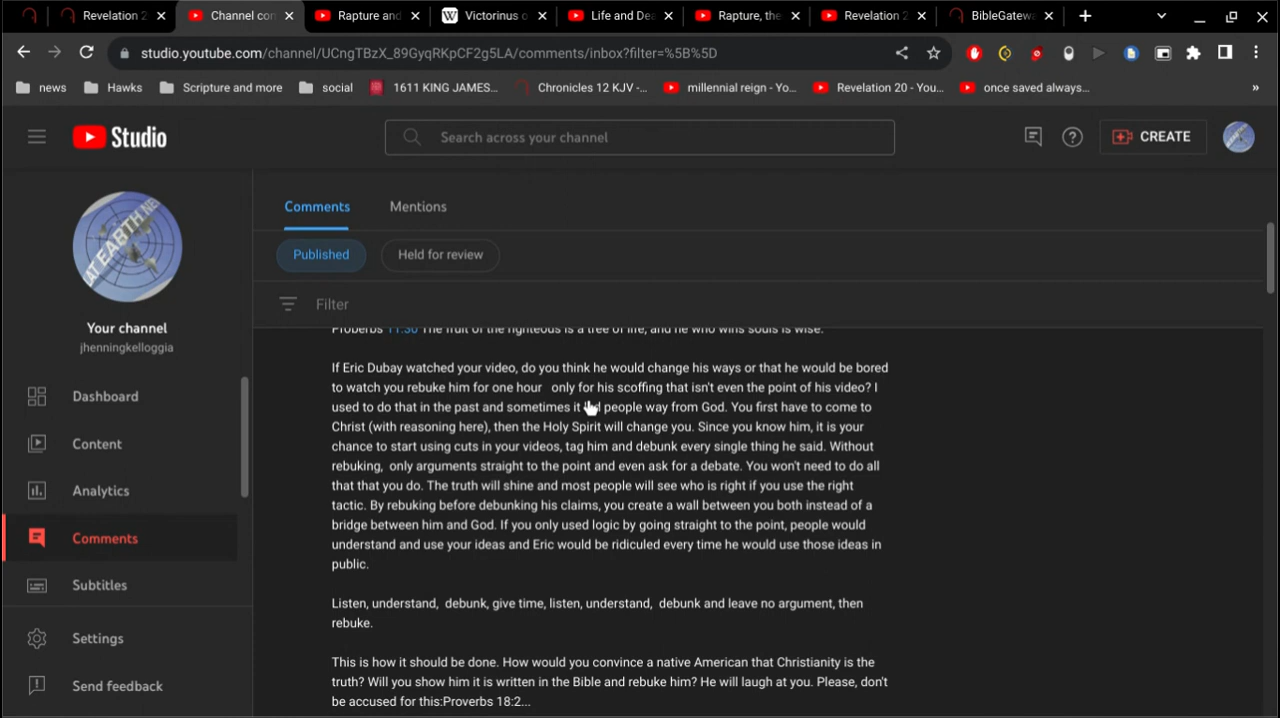 Revelation 2
Channel con
Rapture and
Victorinus o
Life and Dea
Rapture, the
Revelation 2
BibleGatewa
studio.youtube.com/channel/UCngTBzX_89GyqRKpCF2g5LA/comments/inbox?filter=%5B%5D
news
Hawks
Scripture and more
social
1611 KING JAMES...
Chronicles 12 KJV -...
millennial reign - Yo...
Revelation 20 - You...
once saved always...
»
Studio
Search across your channel
CREATE
AT EARTH NE
Your channel
jhenningkelloggia
Dashboard
Content
Analytics
Comments
Subtitles
Settings
Send feedback
Comments
Mentions
Published
Held for review
Filter
Proberbs 11:30 The fruit of the righteous is a tree of life, and he who wins souls is wise.
If Eric Dubay watched your video, do you think he would change his ways or that he would be bored
to watch you rebuke him for one hour only for his scoffing that isn't even the point of his video? I
used to do that in the past and sometimes it people way from God. You first have to come to
Christ (with reasoning here), then the Holy Spirit will change you. Since you know him, it is your
chance to start using cuts in your videos, tag him and debunk every single thing he said. Without
rebuking, only arguments straight to the point and even ask for a debate. You won't need to do all
that that you do. The truth will shine and most people will see who is right if you use the right
tactic. By rebuking before debunking his claims, you create a wall between you both instead of a
bridge between him and God. If you only used logic by going straight to the point, people would
understand and use your ideas and Eric would be ridiculed every time he would use those ideas in
public.
Listen, understand, debunk, give time, listen, understand, debunk and leave no argument, then
rebuke.
This is how it should be done. How would you convince a native American that Christianity is the
truth? Will you show him it is written in the Bible and rebuke him? He will laugh at you. Please, don't
be accused for this:Proverbs 18:2...